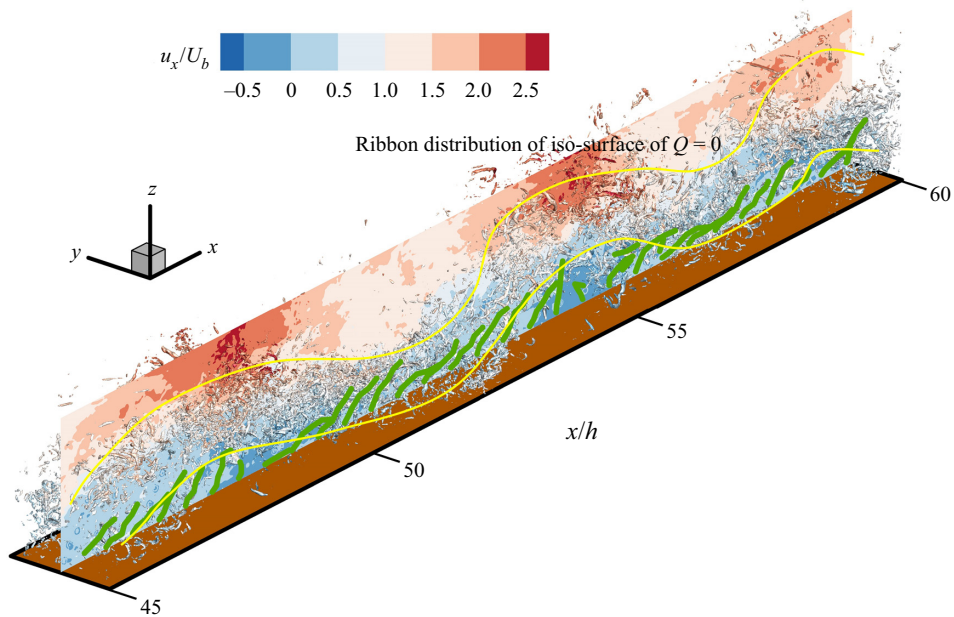 u_x/U_b
−0.5 0 0.5 1.0 1.5 2.0 2.5
Ribbon distribution of iso-surface of Q = 0
z
y
x
60
55
x/h
50
45